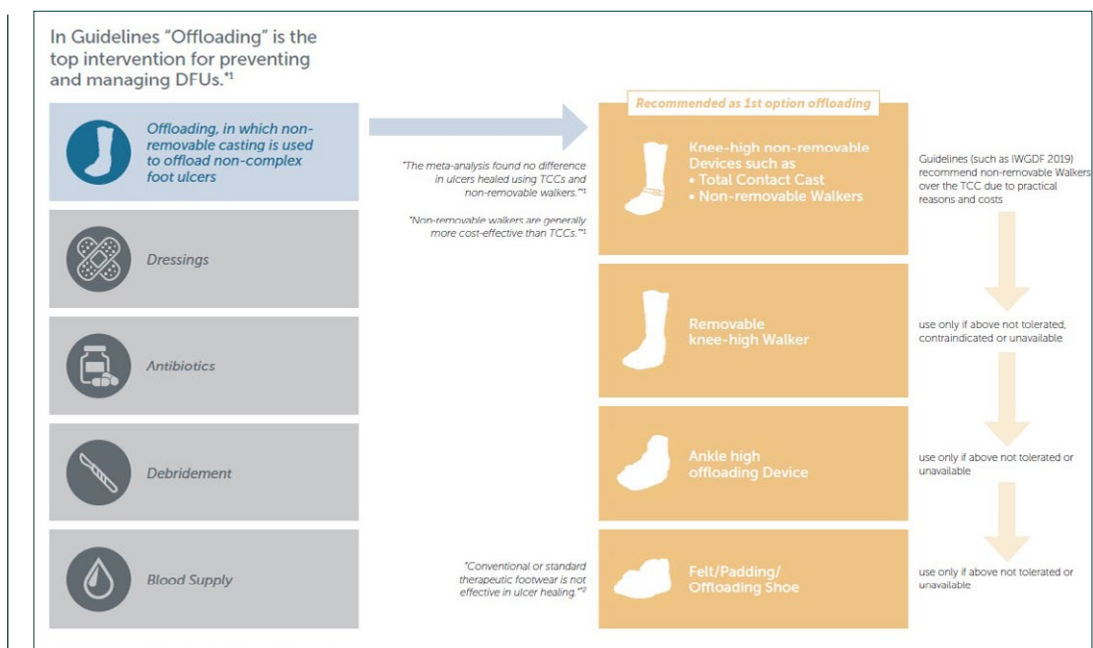 In Guidelines “Offloading” is the
top intervention for preventing
and managing DFUs.*1
Offloading, in which non-
removable casting is used
to offload non-complex
foot ulcers
Dressings
Antibiotics
Debridement
Blood Supply
"The meta-analysis found no difference
in ulcers healed using TCCs and
non-removable walkers."*1
"Non-removable walkers are generally
more cost-effective than TCCs."*1
"Conventional or standard
therapeutic footwear is not
effective in ulcer healing."*2
Recommended as 1st option offloading
Knee-high non-removable
Devices such as
• Total Contact Cast
• Non-removable Walkers
Removable
knee-high Walker
Ankle high
offloading Device
Felt/Padding/
Offloading Shoe
Guidelines (such as IWGDF 2019)
recommend non-removable Walkers
over the TCC due to practical
reasons and costs
use only if above not tolerated,
contraindicated or unavailable
use only if above not tolerated or
unavailable
use only if above not tolerated or
unavailable